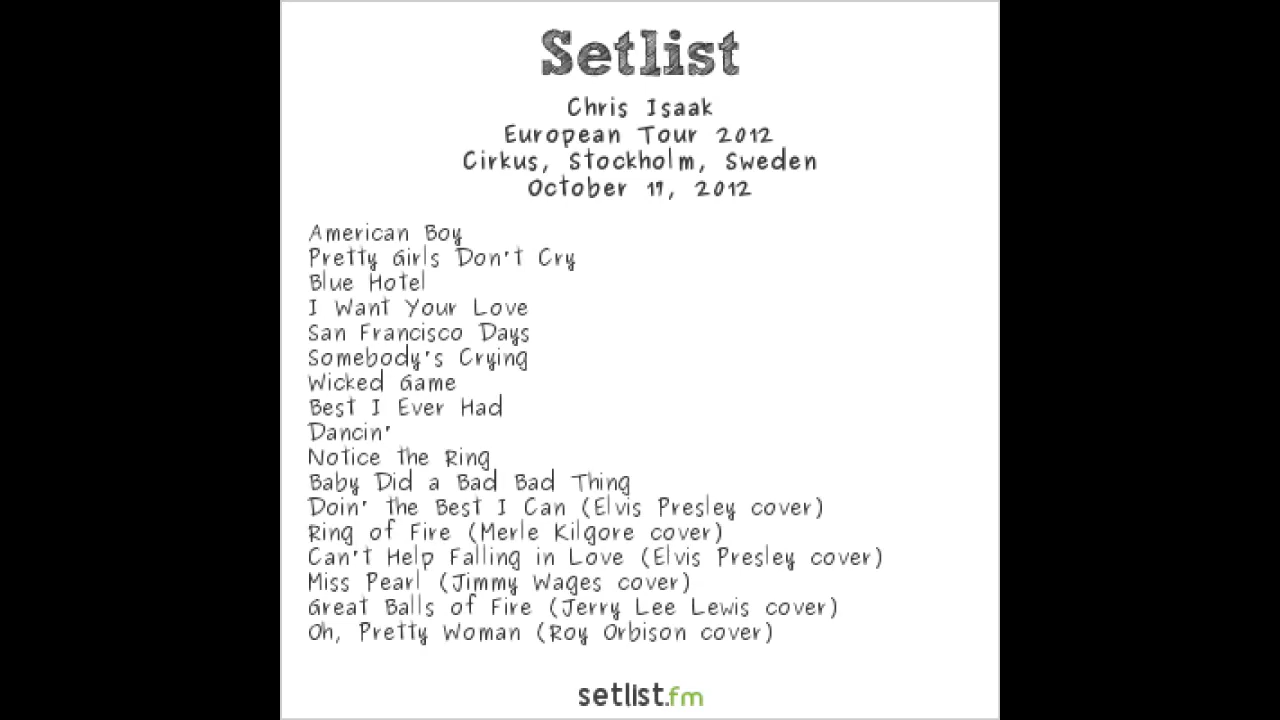 Setlist
Chris Isaak
European Tour 2012
Cirkus, Stockholm, Sweden
October 17, 2012
American Boy
Pretty Girls Don't Cry
Blue Hotel
I Want Your Love
San Francisco Days
Somebody's Crying
Wicked Game
Best I Ever Had
Dancin'
Notice the Ring
Baby Did a Bad Bad Thing
Doin' the Best I Can (Elvis Presley cover)
Ring of Fire (Merle Kilgore cover)
Can't Help Falling in Love (Elvis Presley cover)
Miss Pearl (Jimmy Wages cover)
Great Balls of Fire (Jerry Lee Lewis cover)
Oh, Pretty Woman (Roy Orbison cover)
setlist.fm